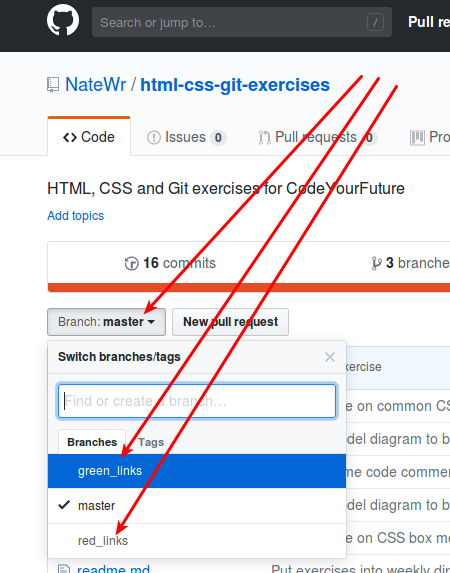 Search or jump to… /
Pull re
NateWr / html-css-git-exercises
Code Issues 0 Pull requests 0 Pro
HTML, CSS and Git exercises for CodeYourFuture
Add topics
16 commits 3 branche
Branch: master New pull request
Switch branches/tags
xercise
Find or create a branch…
e on common CS
Branches Tags
del diagram to b
green_links
me code commen
master
del diagram to b
red_links
e on CSS box mo
readme.md Put exercises into weekly dir